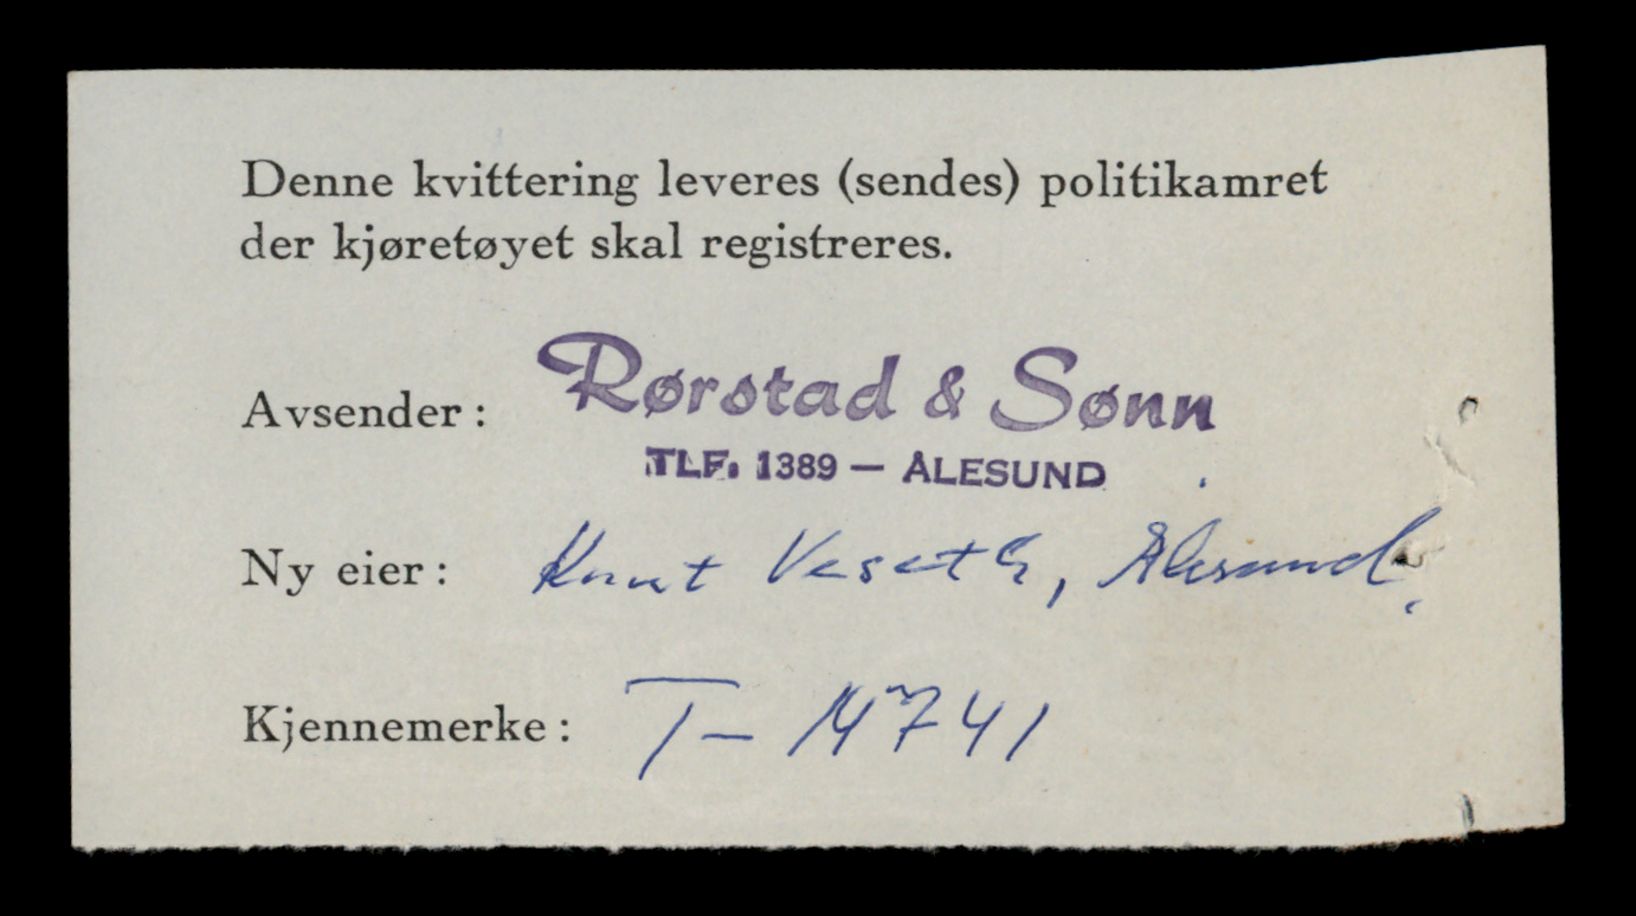 Denne kvittering leveres (sendes) politikamret
der kjøretøyet skal registreres.
Avsender: Rørstad & Sønn
TLF. 1389 — ÅLESUND
Ny eier: Knut Veseth, Ålesund.
Kjennemerke: T- 14741